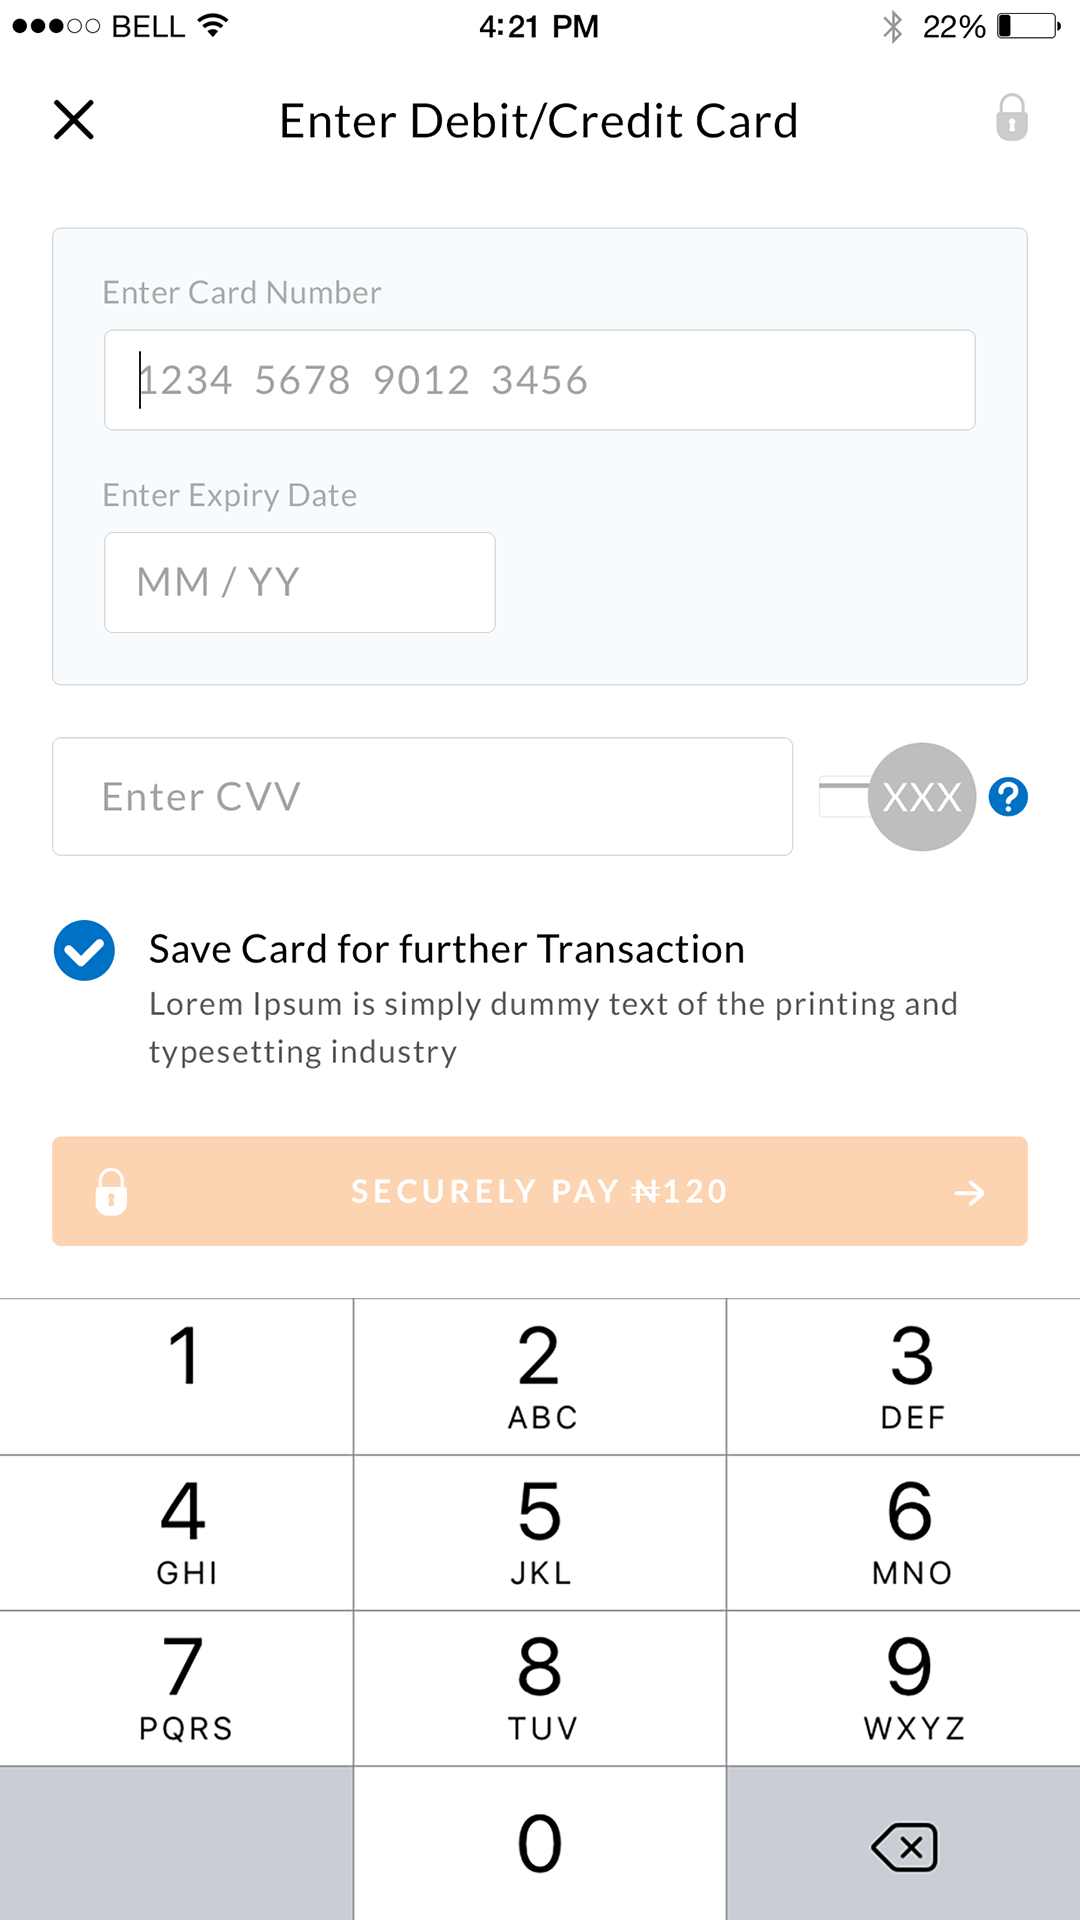 BELL 4:21 PM 22%
Enter Debit/Credit Card
Enter Card Number
1234 5678 9012 3456
Enter Expiry Date
MM / YY
Enter CVV XXX ?
Save Card for further Transaction
Lorem Ipsum is simply dummy text of the printing and
typesetting industry
SECURELY PAY ₦120
1 2 3
ABC DEF
4 5 6
GHI JKL MNO
7 8 9
PQRS TUV WXYZ
0